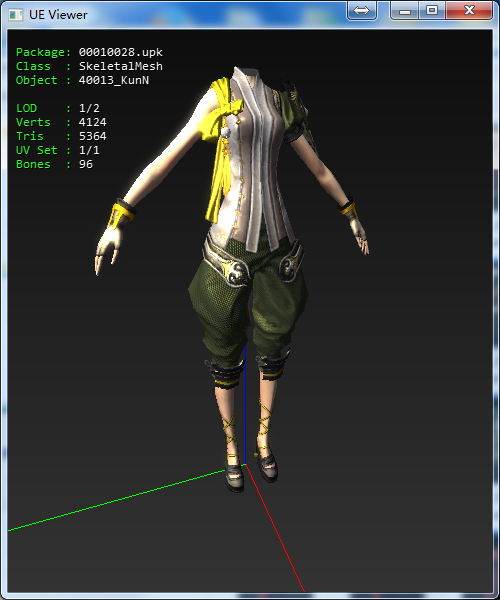 UE Viewer
Package: 00010028.upk
Class : SkeletalMesh
Object : 40013_KunN
LOD : 1/2
Verts : 4124
Tris : 5364
UV Set : 1/1
Bones : 96